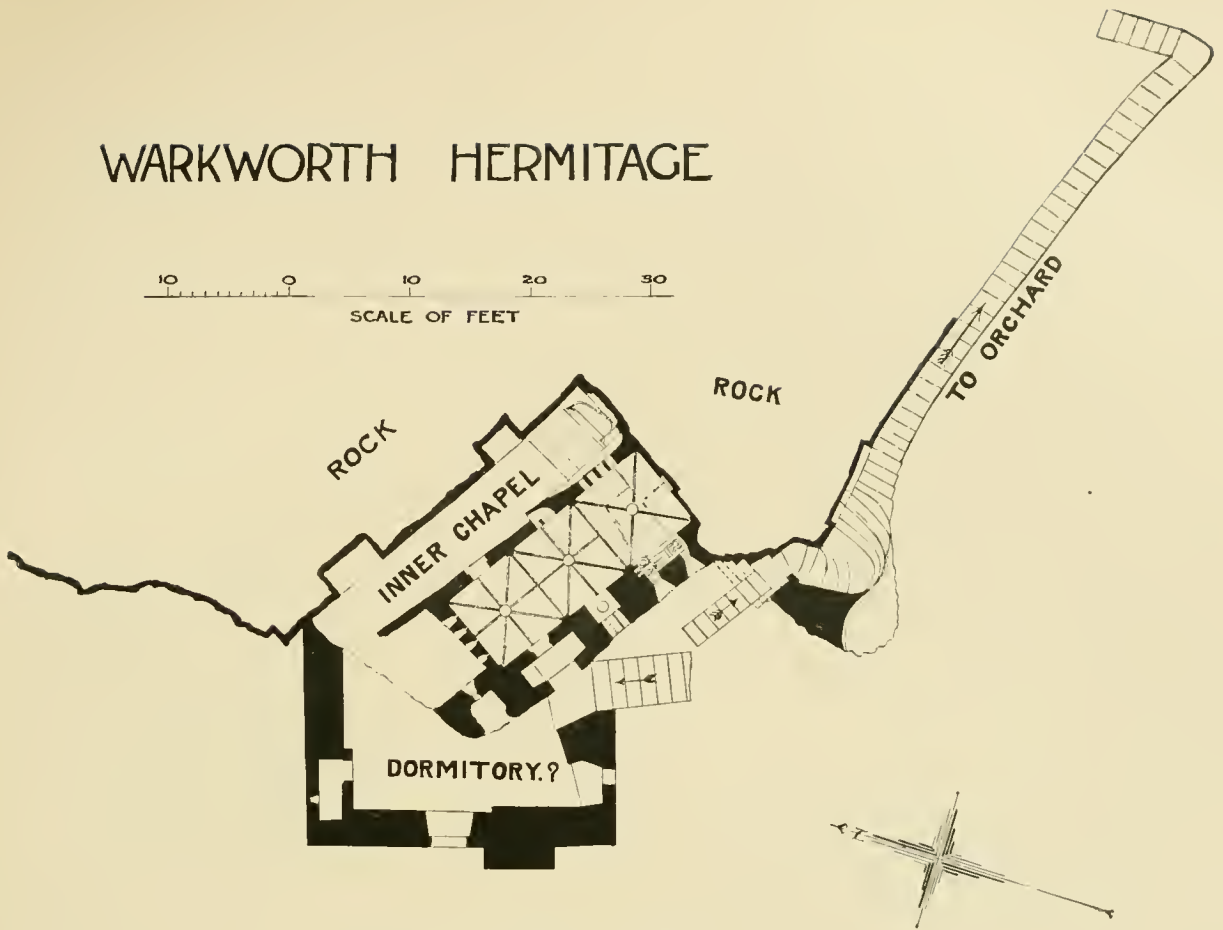 WARKWORTH HERMITAGE
10 0 10 20 30
SCALE OF FEET
ROCK
ROCK
TO ORCHARD
INNER CHAPEL
DORMITORY.?